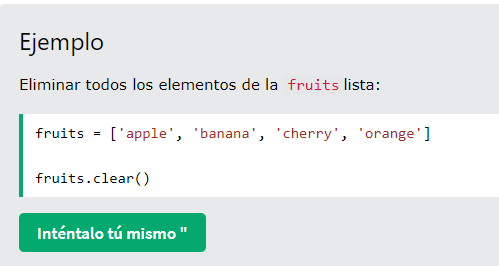 Ejemplo
Eliminar todos los elementos de la fruits lista:
fruits = ['apple', 'banana', 'cherry', 'orange']
fruits.clear()
Inténtalo tú mismo "